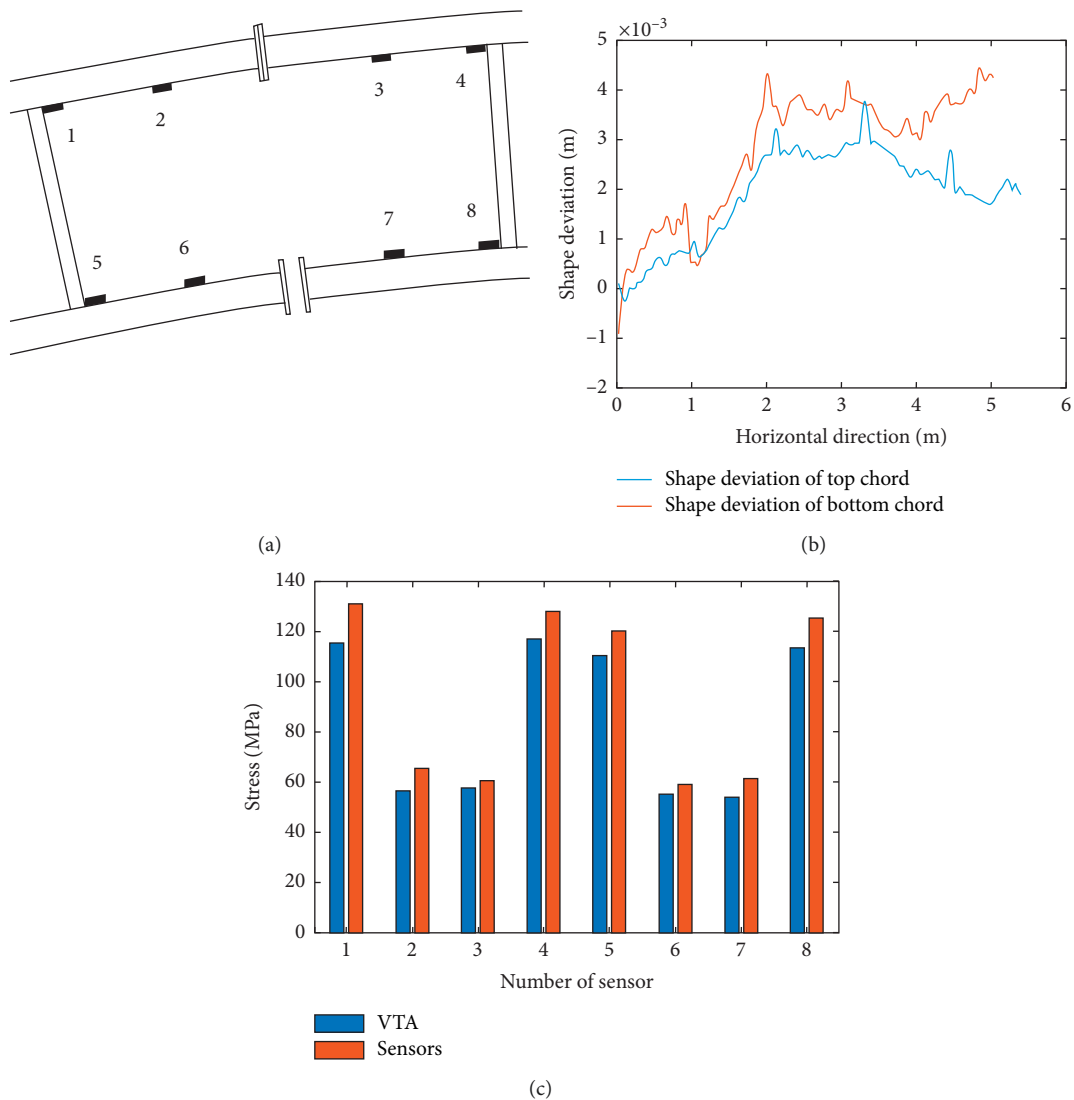 1
2
3
4
5
6
7
8
(a)
×10⁻³
5
4
3
2
1
0
−1
−2
Shape deviation (m)
0 1 2 3 4 5 6
Horizontal direction (m)
Shape deviation of top chord
Shape deviation of bottom chord
(b)
140
120
100
80
60
40
20
0
Stress (MPa)
1 2 3 4 5 6 7 8
Number of sensor
VTA
Sensors
(c)